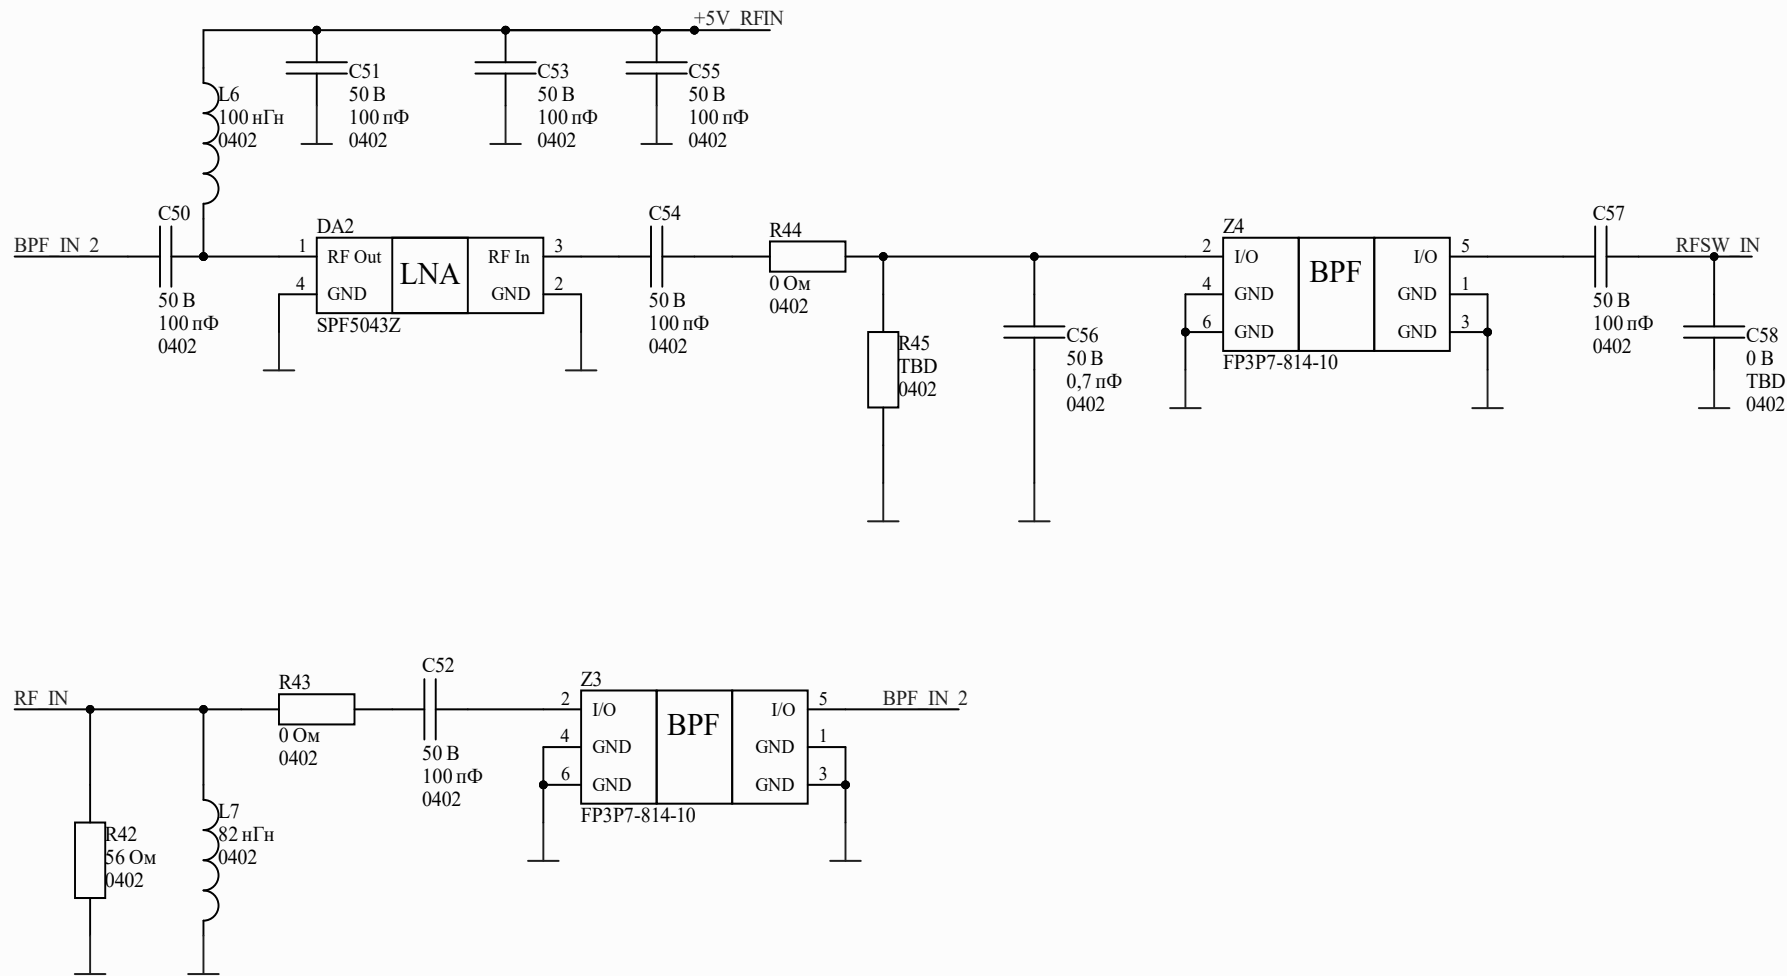 +5V_RFIN
L6
100 нГн
0402
C51
50 В
100 пФ
0402
C53
50 В
100 пФ
0402
C55
50 В
100 пФ
0402
BPF_IN_2
C50
50 В
100 пФ
0402
DA2
1
RF Out
4
GND
LNA
RF In
3
GND
2
SPF5043Z
C54
50 В
100 пФ
0402
R44
0 Ом
0402
R45
TBD
0402
C56
50 В
0,7 пФ
0402
Z4
2
I/O
4
GND
6
GND
BPF
I/O
5
GND
1
GND
3
FP3P7-814-10
C57
50 В
100 пФ
0402
RFSW_IN
C58
0 В
TBD
0402
RF_IN
R42
56 Ом
0402
L7
82 нГн
0402
R43
0 Ом
0402
C52
50 В
100 пФ
0402
Z3
2
I/O
4
GND
6
GND
BPF
I/O
5
GND
1
GND
3
FP3P7-814-10
BPF_IN_2